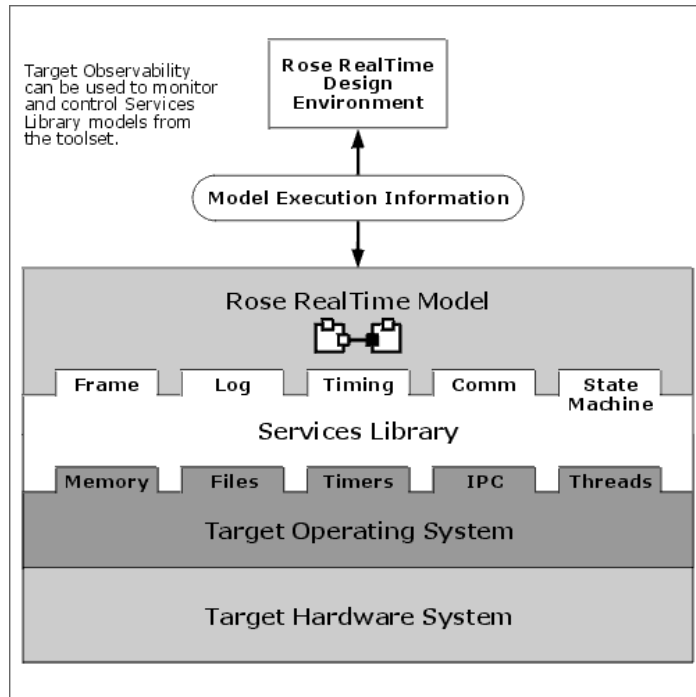 Target Observability
can be used to monitor
and control Services
Library models from
the toolset.
Rose RealTime
Design
Environment
Model Execution Information
Rose RealTime Model
Frame
Log
Timing
Comm
State
Machine
Services Library
Memory
Files
Timers
IPC
Threads
Target Operating System
Target Hardware System